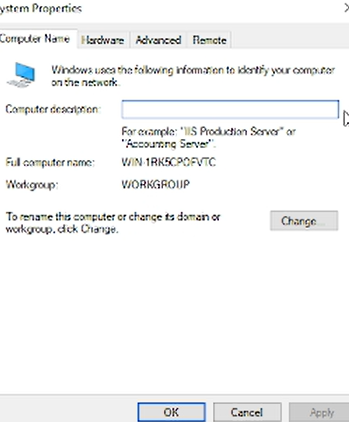 ystem Properties
Computer Name Hardware Advanced Remote
Windows uses the following information to identify your computer
on the network.
Computer description:
For example: "IIS Production Server" or
"Accounting Server".
Full computer name: WIN-1RK5CPOFVTC
Workgroup: WORKGROUP
To rename this computer or change its domain or
workgroup, click Change.
Change...
OK Cancel Apply